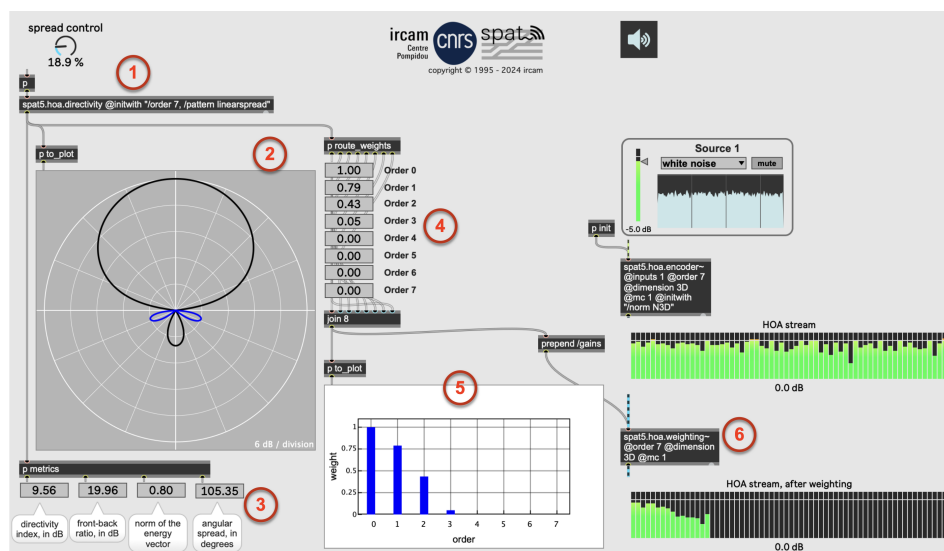 spread control
18.9 %
1
p
spat5.hoa.directivity @initwith "/order 7, /pattern linearspread"
ircam
Centre
Pompidou
cnrs
spat
copyright © 1995 - 2024 ircam
p to_plot
2
6 dB / division
p route_weights
1.00 Order 0
0.79 Order 1
0.43 Order 2
0.05 Order 3
0.00 Order 4
0.00 Order 5
0.00 Order 6
0.00 Order 7
4
join 8
p to_plot
prepend /gains
5
weight
1
0.75
0.5
0.25
0
0 1 2 3 4 5 6 7
order
p metrics
9.56 19.96 0.80 105.35
3
directivity
index, in dB
front-back
ratio, in dB
norm of the
energy
vector
angular
spread, in
degrees
Source 1
white noise
mute
-5.0 dB
p init
spat5.hoa.encoder~
@inputs 1 @order 7
@dimension 3D
@mc 1 @initwith
"/norm N3D"
HOA stream
0.0 dB
spat5.hoa.weighting~
@order 7 @dimension
3D @mc 1
6
HOA stream, after weighting
0.0 dB